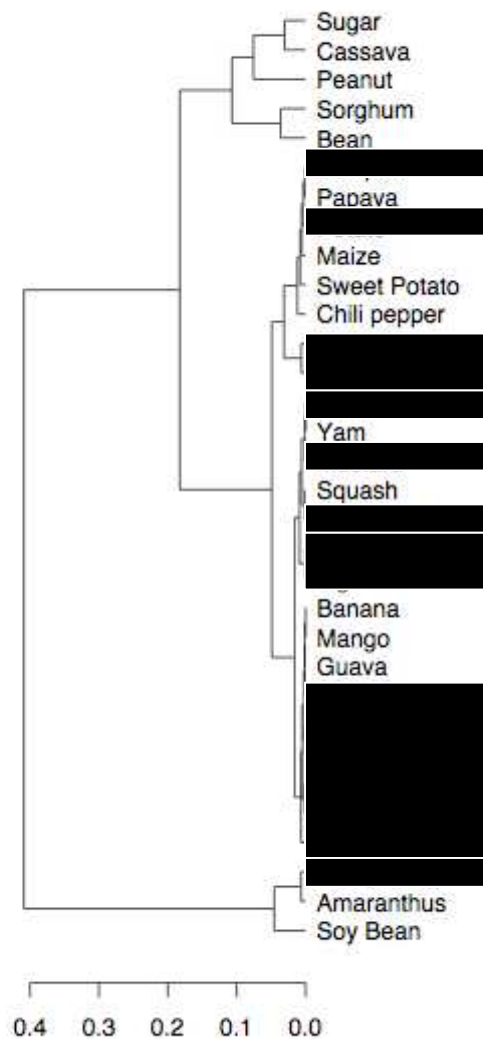 Sugar
Cassava
Peanut
Sorghum
Bean
Papaya
Maize
Sweet Potato
Chili pepper
Yam
Squash
Banana
Mango
Guava
Amaranthus
Soy Bean
0.4 0.3 0.2 0.1 0.0